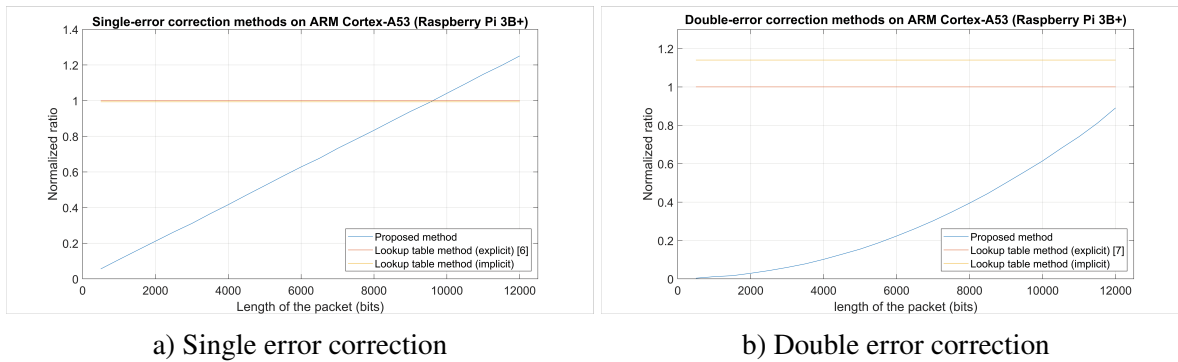 Single-error correction methods on ARM Cortex-A53 (Raspberry Pi 3B+)
1.4
1.2
1
0.8
0.6
0.4
0.2
0
Normalized ratio
Proposed method
Lookup table method (explicit) [6]
Lookup table method (implicit)
0 2000 4000 6000 8000 10000 12000
Length of the packet (bits)
a) Single error correction
Double-error correction methods on ARM Cortex-A53 (Raspberry Pi 3B+)
1.2
1
0.8
0.6
0.4
0.2
0
Normalized ratio
Proposed method
Lookup table method (explicit) [7]
Lookup table method (implicit)
0 2000 4000 6000 8000 10000 12000
length of the packet (bits)
b) Double error correction